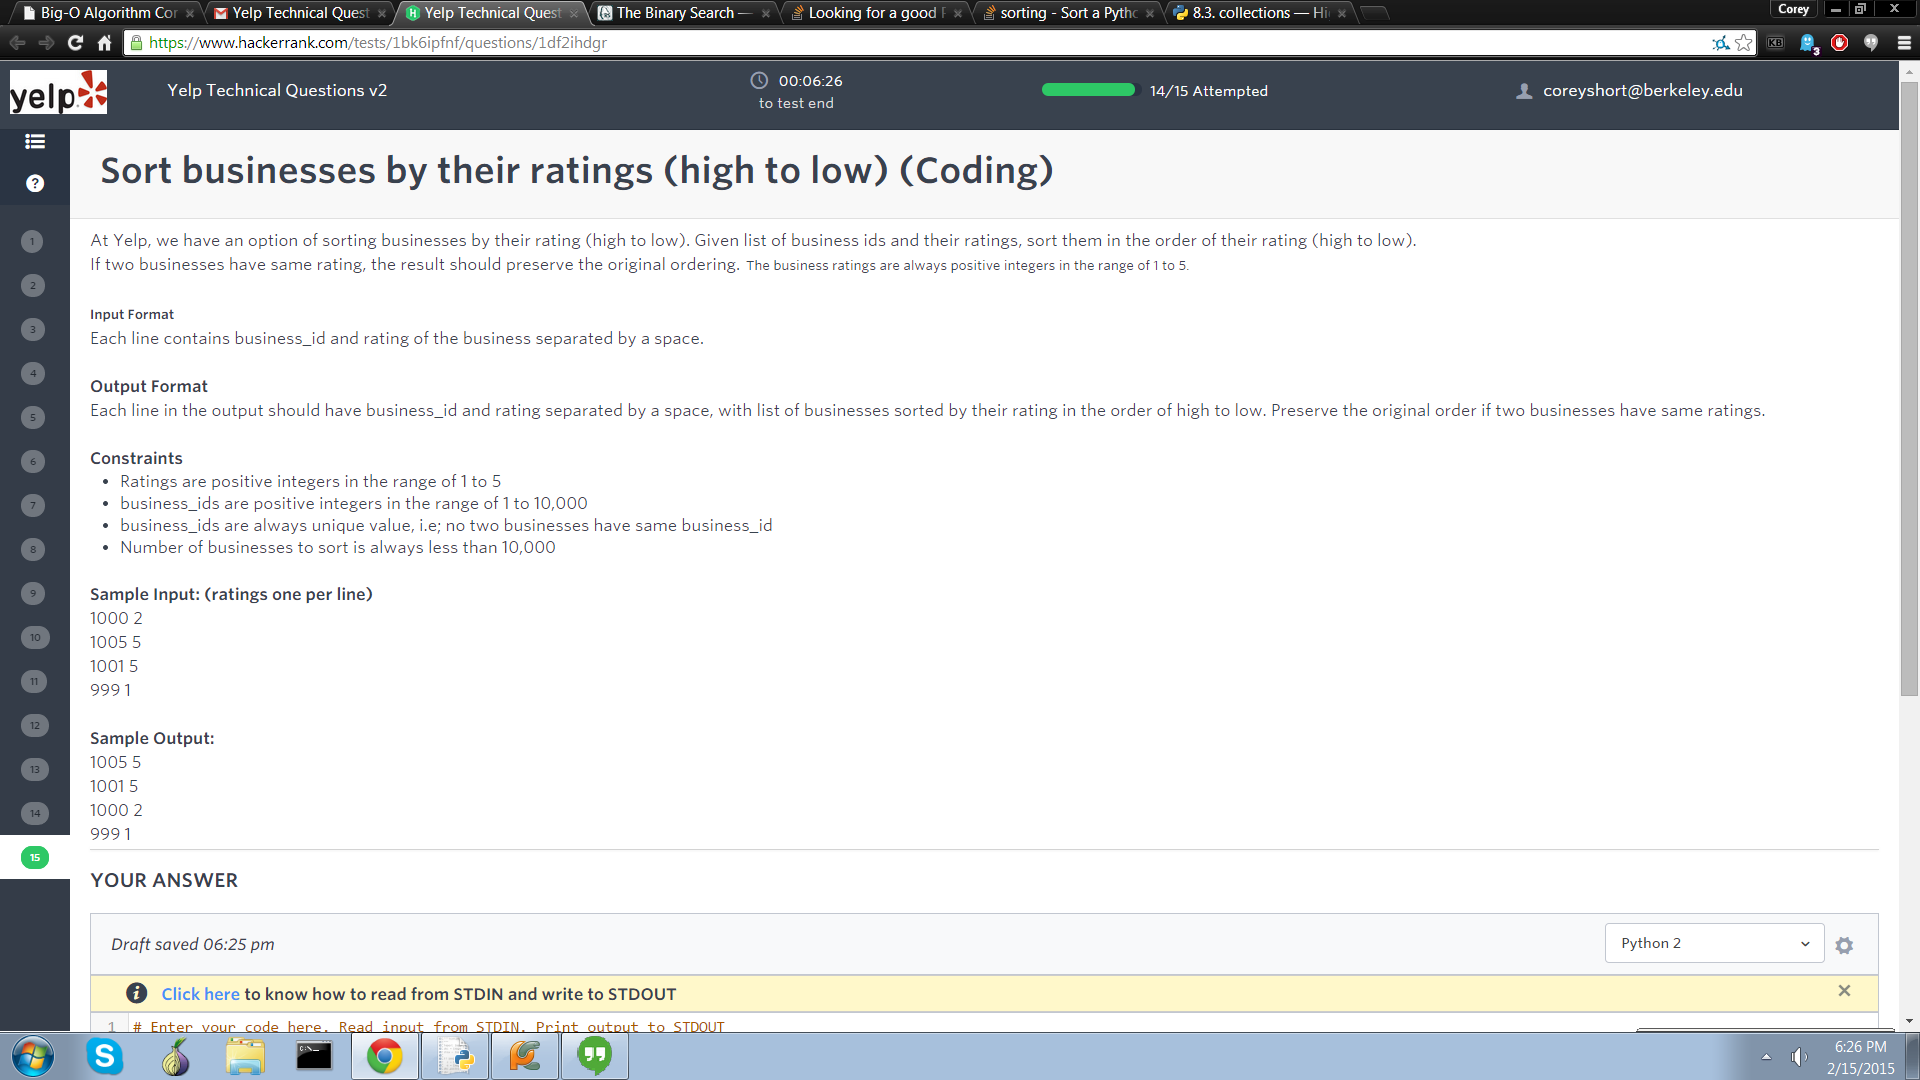 Big-O Algorithm Cor
Yelp Technical Quest
Yelp Technical Quest
The Binary Search —
Looking for a good
sorting - Sort a Pytho
8.3. collections — Hi
Corey
https://www.hackerrank.com/tests/1bk6ipfnf/questions/1df2ihdgr
KB
3
yelp
Yelp Technical Questions v2
00:06:26
to test end
14/15 Attempted
coreyshort@berkeley.edu
?
Sort businesses by their ratings (high to low) (Coding)
1
2
3
4
5
6
7
8
9
10
11
12
13
14
15
At Yelp, we have an option of sorting businesses by their rating (high to low). Given list of business ids and their ratings, sort them in the order of their rating (high to low).
If two businesses have same rating, the result should preserve the original ordering. The business ratings are always positive integers in the range of 1 to 5.
Input Format
Each line contains business_id and rating of the business separated by a space.
Output Format
Each line in the output should have business_id and rating separated by a space, with list of businesses sorted by their rating in the order of high to low. Preserve the original order if two businesses have same ratings.
Constraints
• Ratings are positive integers in the range of 1 to 5
• business_ids are positive integers in the range of 1 to 10,000
• business_ids are always unique value, i.e; no two businesses have same business_id
• Number of businesses to sort is always less than 10,000
Sample Input: (ratings one per line)
1000 2
1005 5
1001 5
999 1
Sample Output:
1005 5
1001 5
1000 2
999 1
YOUR ANSWER
Draft saved 06:25 pm
Python 2
Click here to know how to read from STDIN and write to STDOUT
1 # Enter your code here. Read input from STDIN. Print output to STDOUT
6:26 PM
2/15/2015